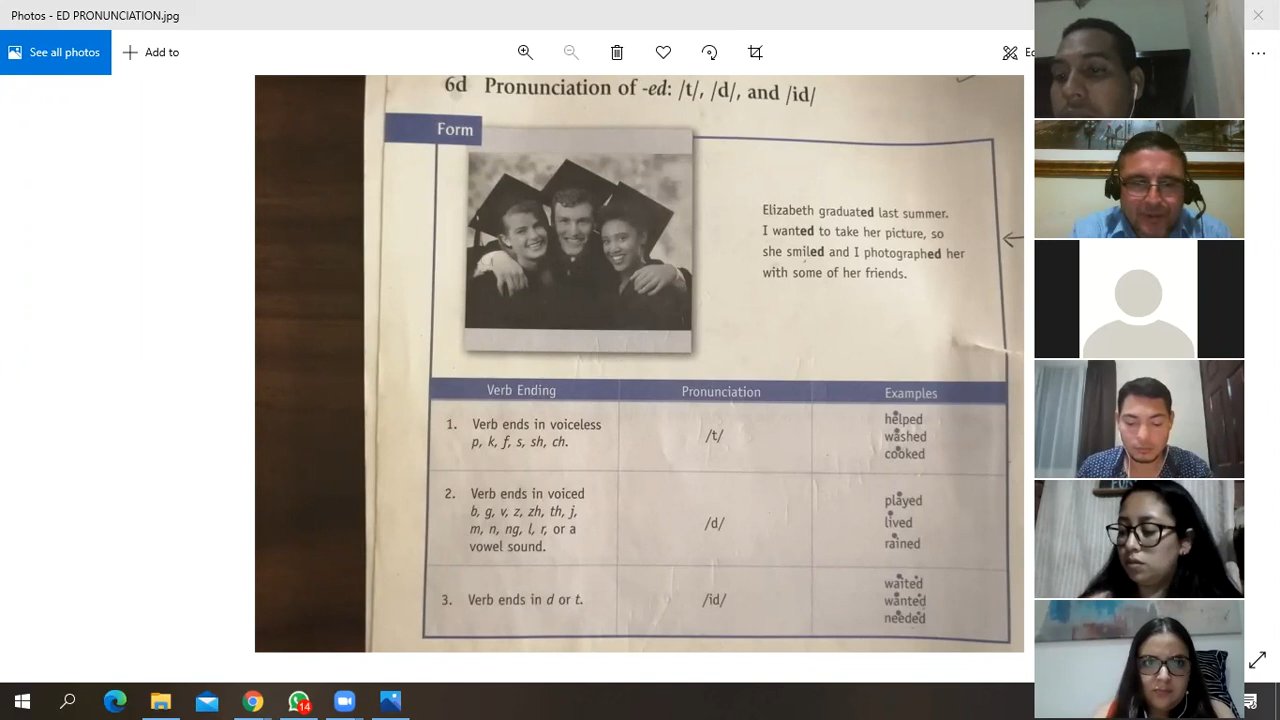 Photos - ED PRONUNCIATION.jpg
See all photos
Add to
6d Pronunciation of -ed: /t/, /d/, and /id/
Form
Elizabeth graduated last summer.
I wanted to take her picture, so
she smiled and I photographed her
with some of her friends.
Verb Ending Pronunciation Examples
1. Verb ends in voiceless
p, k, f, s, sh, ch.
/t/
helped
washed
cooked
2. Verb ends in voiced
b, g, v, z, zh, th, j,
m, n, ng, l, r, or a
vowel sound.
/d/
played
lived
rained
3. Verb ends in d or t.
/id/
waited
wanted
needed
14